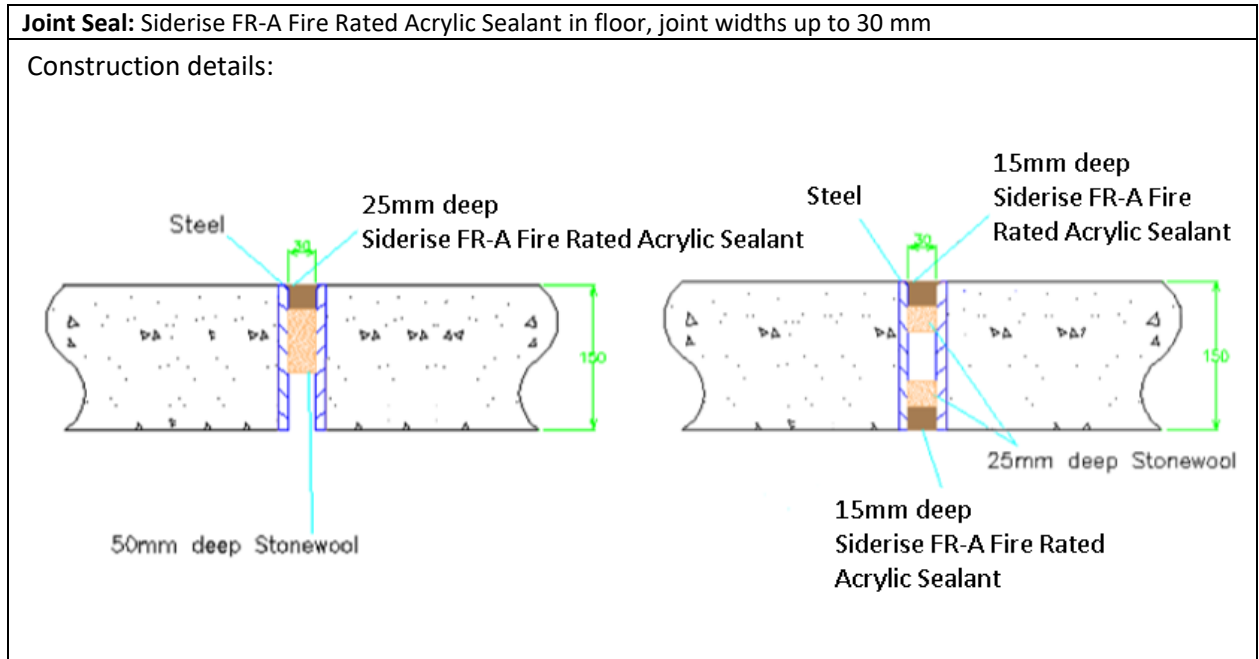 Joint Seal: Siderise FR-A Fire Rated Acrylic Sealant in floor, joint widths up to 30 mm
Construction details:
Steel
25mm deep
Siderise FR-A Fire Rated Acrylic Sealant
30
150
50mm deep Stonewool
Steel
15mm deep
Siderise FR-A Fire
Rated Acrylic Sealant
30
150
25mm deep Stonewool
15mm deep
Siderise FR-A Fire Rated
Acrylic Sealant